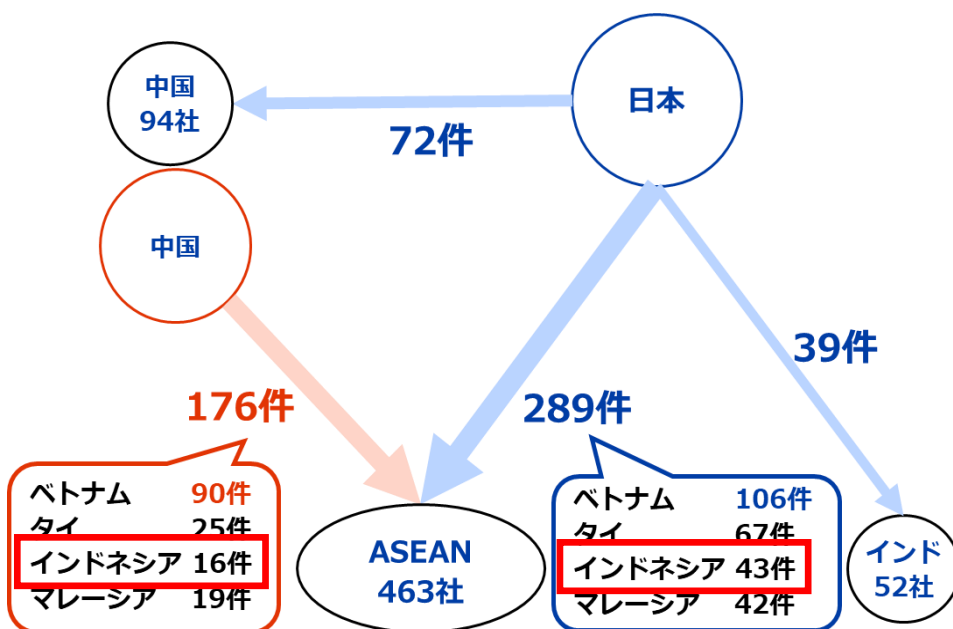 中国
94社
日本
72件
中国
39件
176件
289件
ベトナム 90件
タイ 25件
インドネシア 16件
マレーシア 19件
ASEAN
463社
ベトナム 106件
タイ 67件
インドネシア 43件
マレーシア 42件
インド
52社